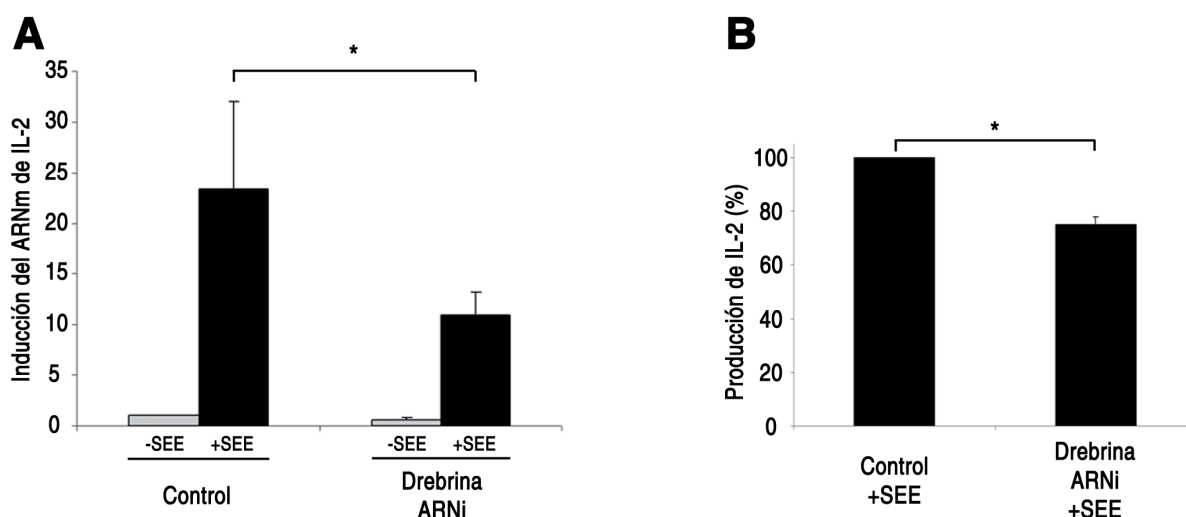 A
Inducción del ARNm de IL-2
35
30
25
20
15
10
5
0
*
-SEE +SEE
-SEE +SEE
Control
Drebrina
ARNi
B
Producción de IL-2 (%)
100
80
60
40
20
0
*
Control
+SEE
Drebrina
ARNi
+SEE